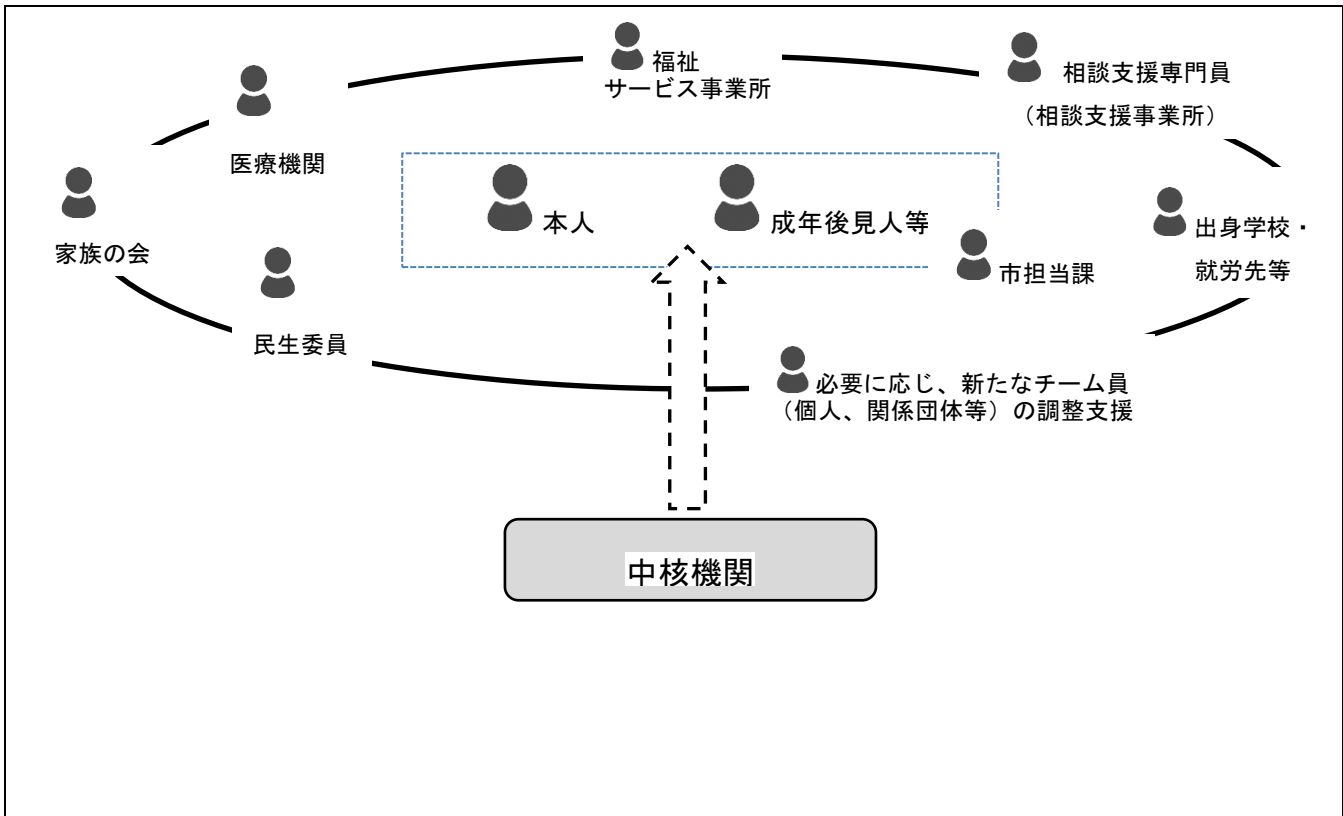 福祉
サービス事業所
相談支援専門員
（相談支援事業所）
医療機関
本人
成年後見人等
出身学校・
就労先等
家族の会
市担当課
民生委員
必要に応じ、新たなチーム員
（個人、関係団体等）の調整支援
中核機関